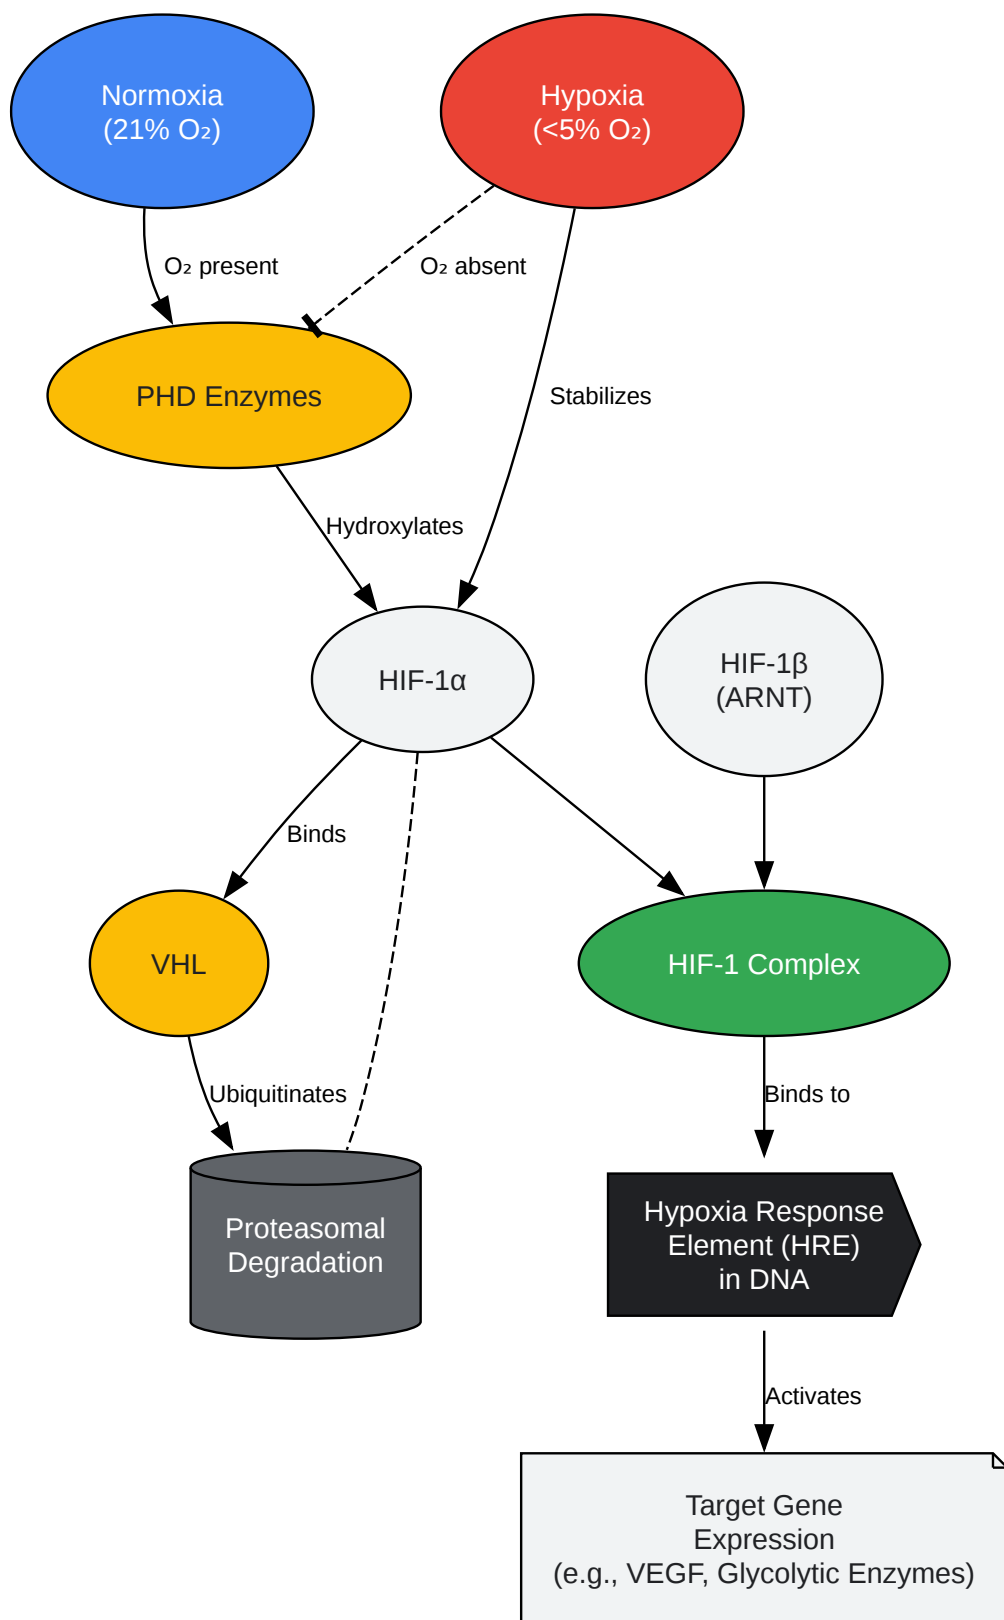 Normoxia
(21% O₂)
Hypoxia
(<5% O₂)
O₂ present
O₂ absent
PHD Enzymes
Stabilizes
Hydroxylates
HIF-1α
HIF-1β
(ARNT)
Binds
VHL
HIF-1 Complex
Ubiquitinates
Binds to
Proteasomal
Degradation
Hypoxia Response
Element (HRE)
in DNA
Activates
Target Gene
Expression
(e.g., VEGF, Glycolytic Enzymes)